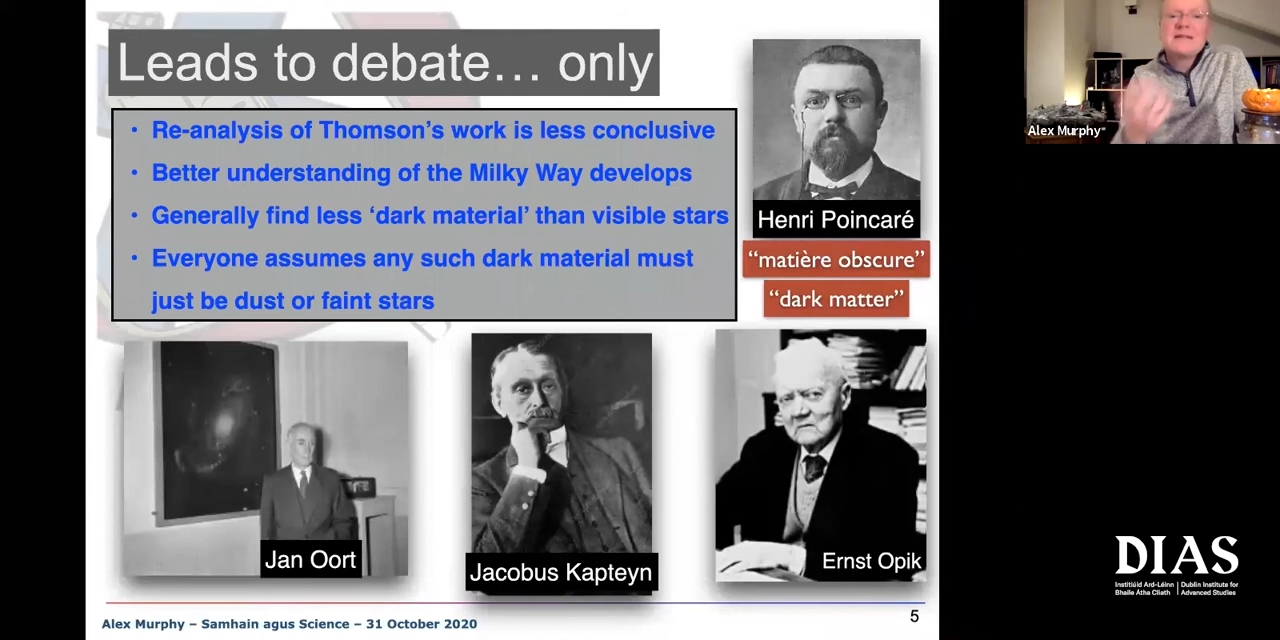 Leads to debate… only
• Re-analysis of Thomson’s work is less conclusive
• Better understanding of the Milky Way develops
• Generally find less ‘dark material’ than visible stars
• Everyone assumes any such dark material must
just be dust or faint stars
Henri Poincaré
“matière obscure”
“dark matter”
Jan Oort
Jacobus Kapteyn
Ernst Opik
Alex Murphy – Samhain agus Science – 31 October 2020
5
Alex Murphy
DIAS
Institiúid Ard-Léinn | Dublin Institute for
Bhaile Átha Cliath | Advanced Studies